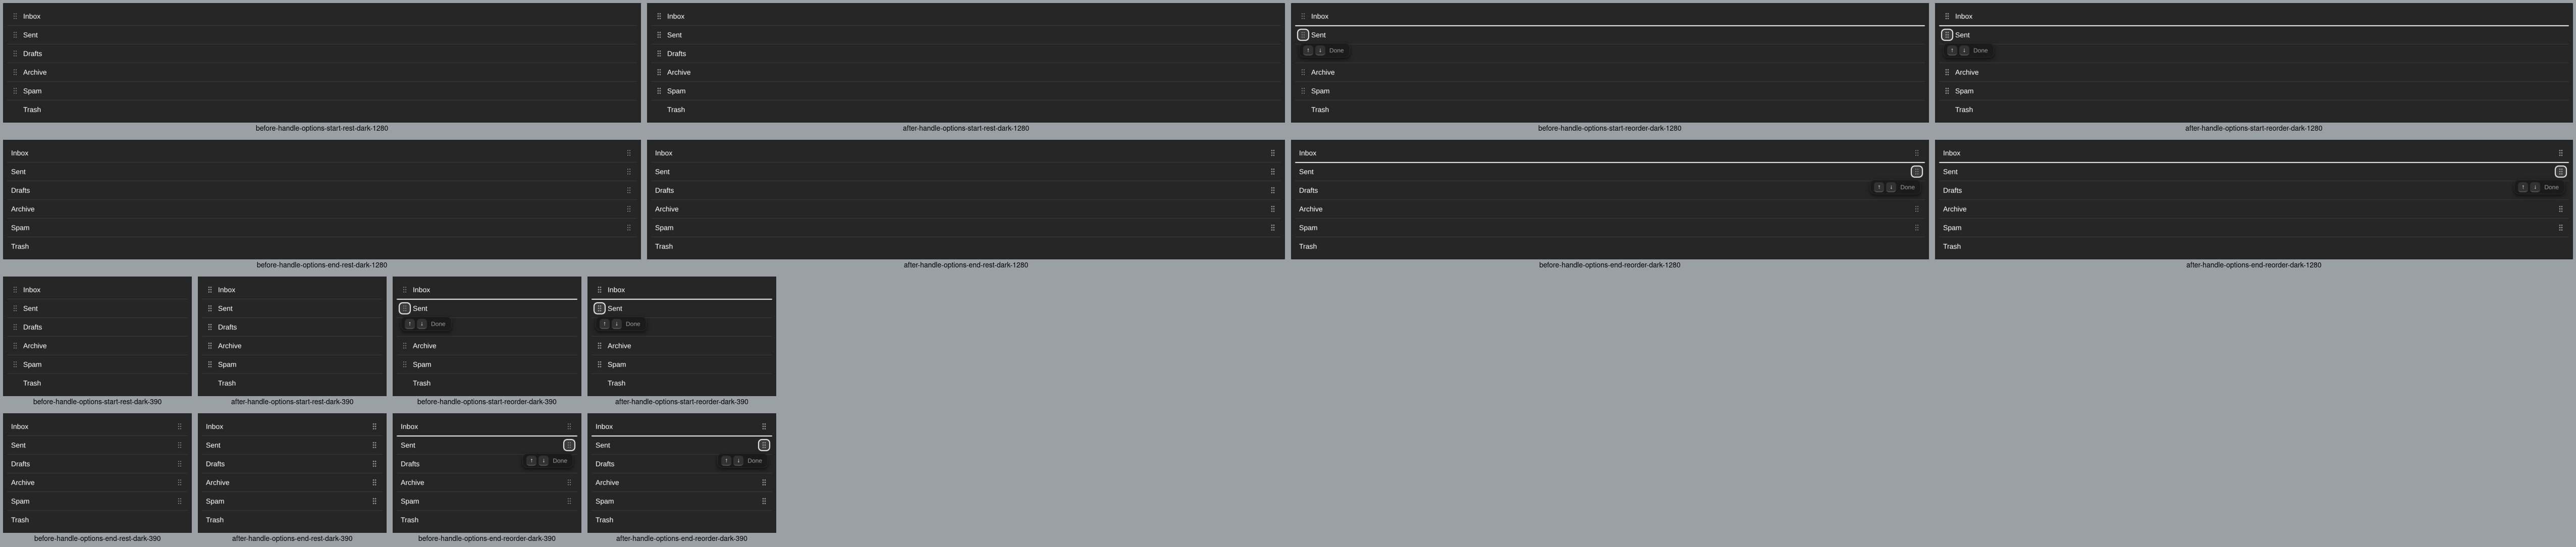 Inbox
Sent
Drafts
Archive
Spam
Trash
before-handle-options-start-rest-dark-1280
Inbox
Sent
Drafts
Archive
Spam
Trash
after-handle-options-start-rest-dark-1280
Inbox
Sent
↑ ↓ Done
Archive
Spam
Trash
before-handle-options-start-reorder-dark-1280
Inbox
Sent
↑ ↓ Done
Archive
Spam
Trash
after-handle-options-start-reorder-dark-1280
Inbox
Sent
Drafts
Archive
Spam
Trash
before-handle-options-end-rest-dark-1280
Inbox
Sent
Drafts
Archive
Spam
Trash
after-handle-options-end-rest-dark-1280
Inbox
Sent
Drafts ↑ ↓ Done
Archive
Spam
Trash
before-handle-options-end-reorder-dark-1280
Inbox
Sent
Drafts ↑ ↓ Done
Archive
Spam
Trash
after-handle-options-end-reorder-dark-1280
Inbox
Sent
Drafts
Archive
Spam
Trash
before-handle-options-start-rest-dark-390
Inbox
Sent
Drafts
Archive
Spam
Trash
after-handle-options-start-rest-dark-390
Inbox
Sent
↑ ↓ Done
Archive
Spam
Trash
before-handle-options-start-reorder-dark-390
Inbox
Sent
↑ ↓ Done
Archive
Spam
Trash
after-handle-options-start-reorder-dark-390
Inbox
Sent
Drafts
Archive
Spam
Trash
before-handle-options-end-rest-dark-390
Inbox
Sent
Drafts
Archive
Spam
Trash
after-handle-options-end-rest-dark-390
Inbox
Sent
Drafts ↑ ↓ Done
Archive
Spam
Trash
before-handle-options-end-reorder-dark-390
Inbox
Sent
Drafts ↑ ↓ Done
Archive
Spam
Trash
after-handle-options-end-reorder-dark-390